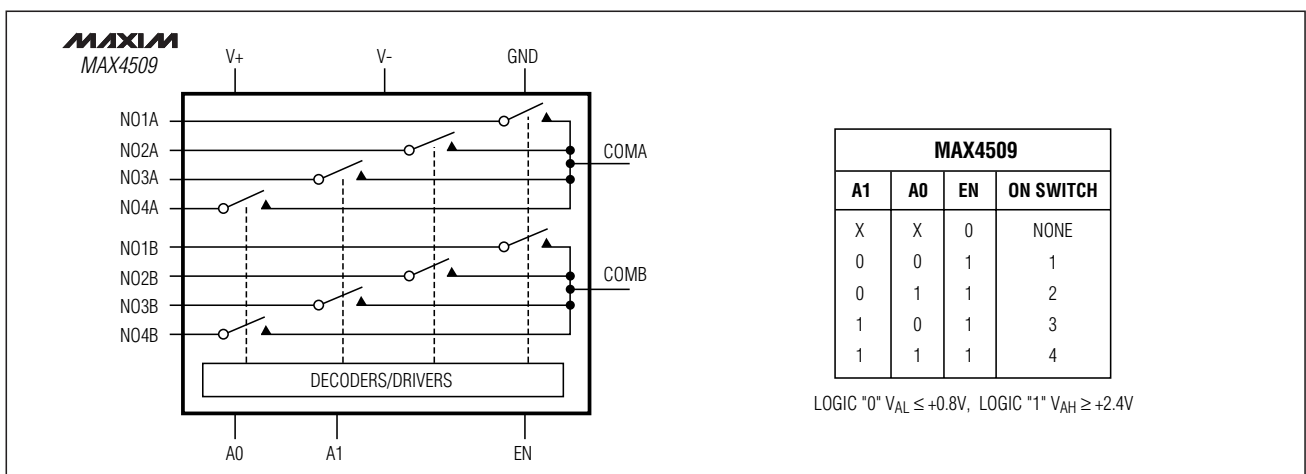 MAXIM
MAX4509
V+ V- GND
NO1A
NO2A
NO3A
NO4A
NO1B
NO2B
NO3B
NO4B
COMA
COMB
DECODERS/DRIVERS
A0 A1 EN
MAX4509
A1 A0 EN ON SWITCH
X X 0 NONE
0 0 1 1
0 1 1 2
1 0 1 3
1 1 1 4
LOGIC "0" VAL ≤ +0.8V, LOGIC "1" VAH ≥ +2.4V